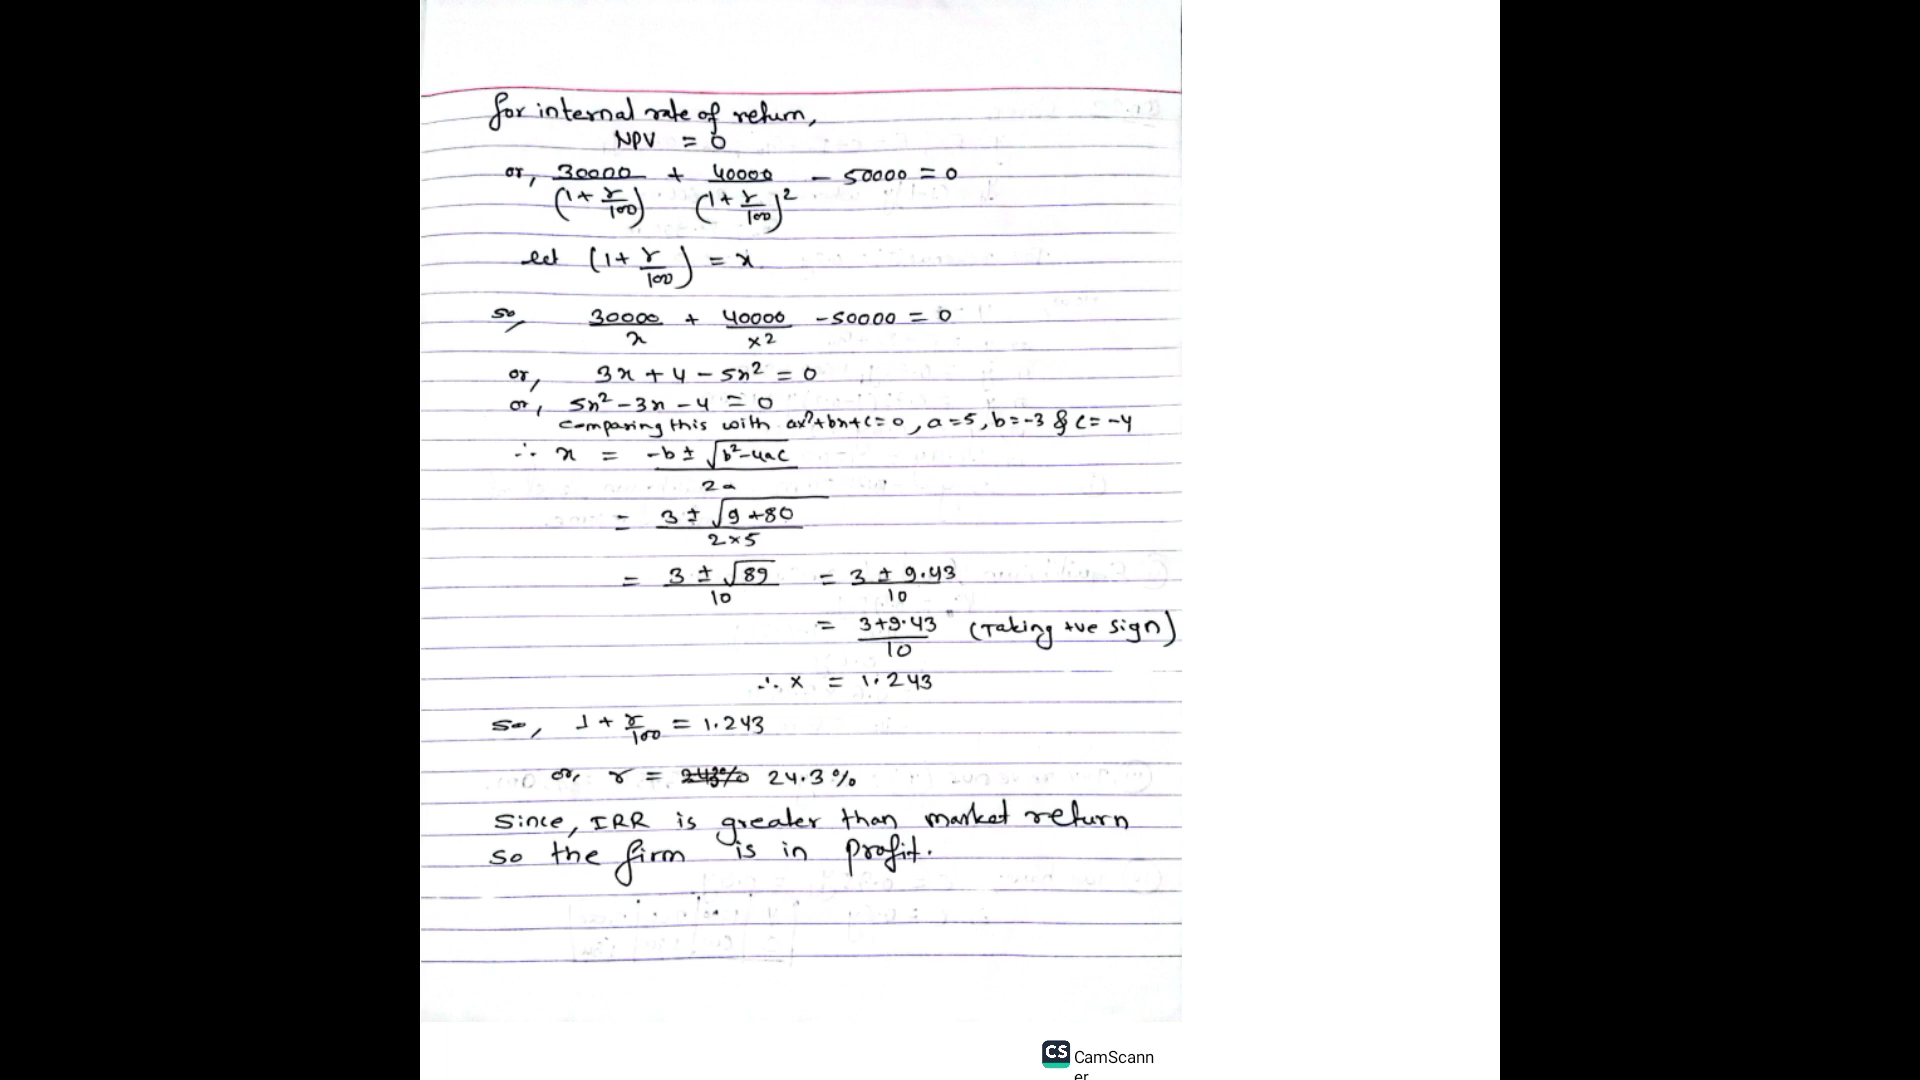 for internal rate of return,
NPV = 0
or, 30000/(1+r/100) + 40000/(1+r/100)² - 50000 = 0
let (1+r/100) = x
so, 30000/x + 40000/x2 - 50000 = 0
or, 3x + 4 - 5x² = 0
or, 5x² - 3x - 4 = 0
comparing this with ax²+bx+c=0, a=5, b=-3 & c=-4
∴ x = -b ± √b²-4ac / 2a
= 3 ± √9+80 / 2×5
= 3 ± √89 / 10 = 3 ± 9.43 / 10
= 3+9.43 / 10 (Taking +ve sign)
∴ x = 1.243
so, 1 + r/100 = 1.243
or, r = 24.3%
Since, IRR is greater than market return
so the firm is in profit.
CS CamScann
er